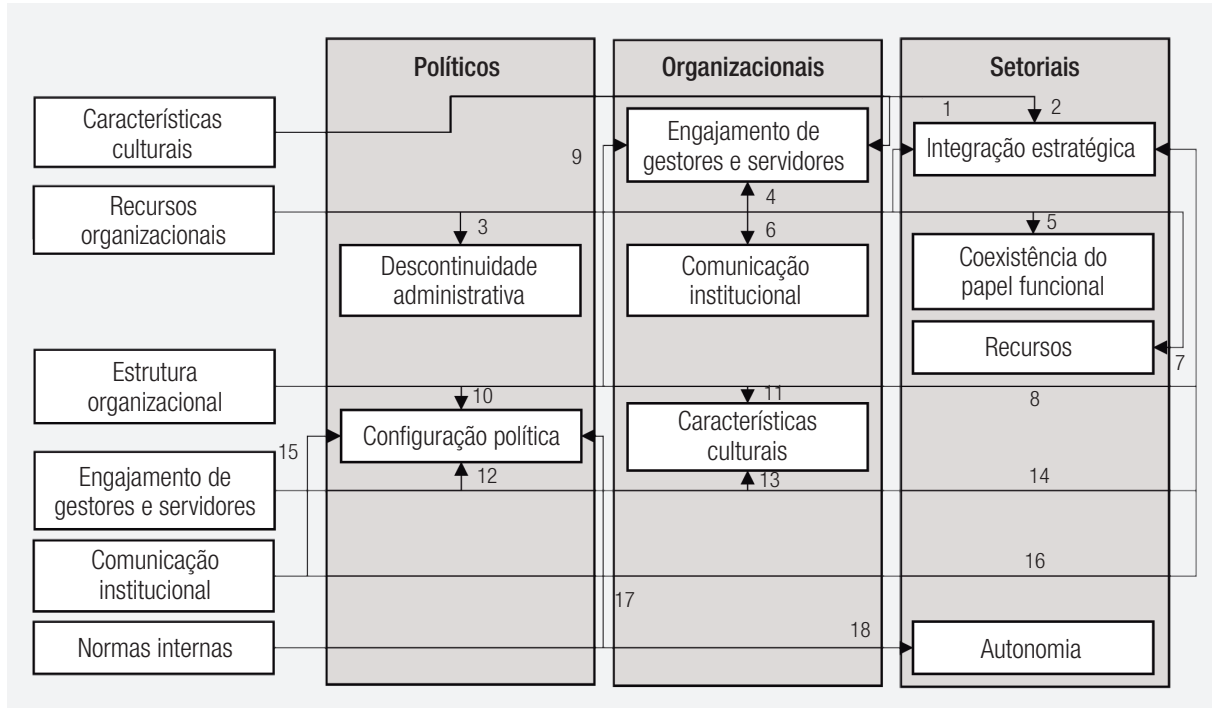 Políticos
Organizacionais
Setoriais
Características
culturais
Engajamento de
gestores e servidores
Integração estratégica
1
2
9
Recursos
organizacionais
4
3
6
5
Descontinuidade
administrativa
Comunicação
institucional
Coexistência do
papel funcional
Recursos
7
Estrutura
organizacional
10
11
8
Configuração política
Características
culturais
15
Engajamento de
gestores e servidores
12
13
14
Comunicação
institucional
16
17
Normas internas
18
Autonomia